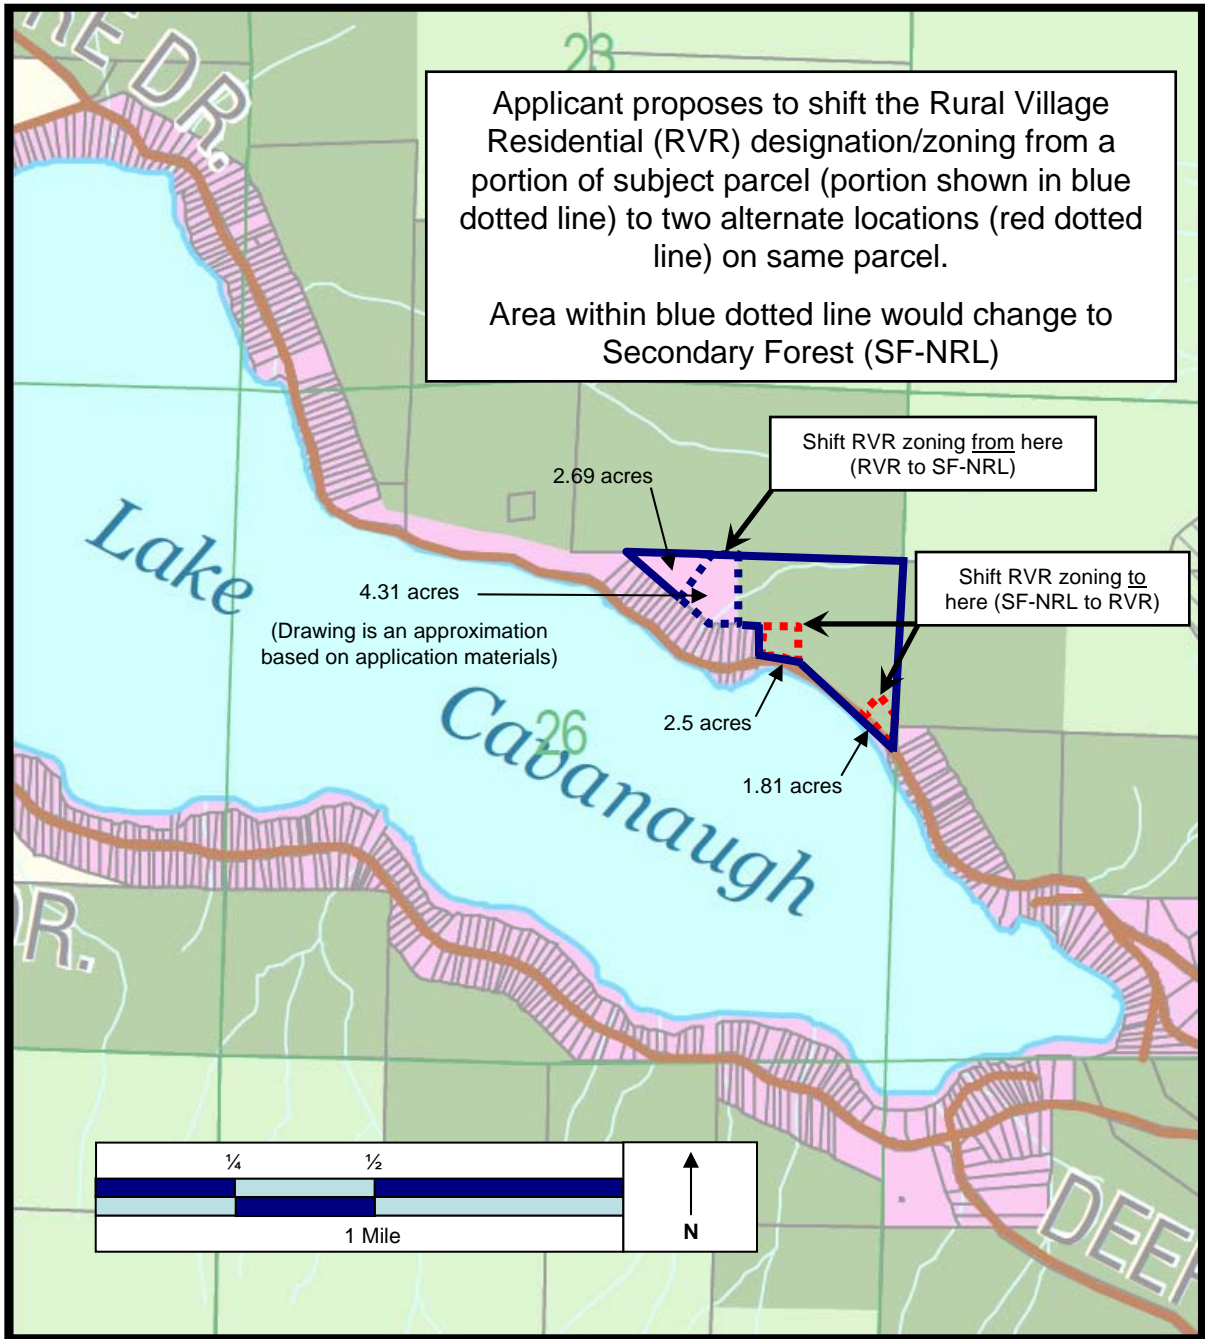 RE DR.
23
Applicant proposes to shift the Rural Village
Residential (RVR) designation/zoning from a
portion of subject parcel (portion shown in blue
dotted line) to two alternate locations (red dotted
line) on same parcel.
Area within blue dotted line would change to
Secondary Forest (SF-NRL)
Shift RVR zoning from here
(RVR to SF-NRL)
2.69 acres
Shift RVR zoning to
here (SF-NRL to RVR)
4.31 acres
(Drawing is an approximation
based on application materials)
Lake
Cavanaugh
26
2.5 acres
1.81 acres
DR.
¼ ½
1 Mile
N
DEER